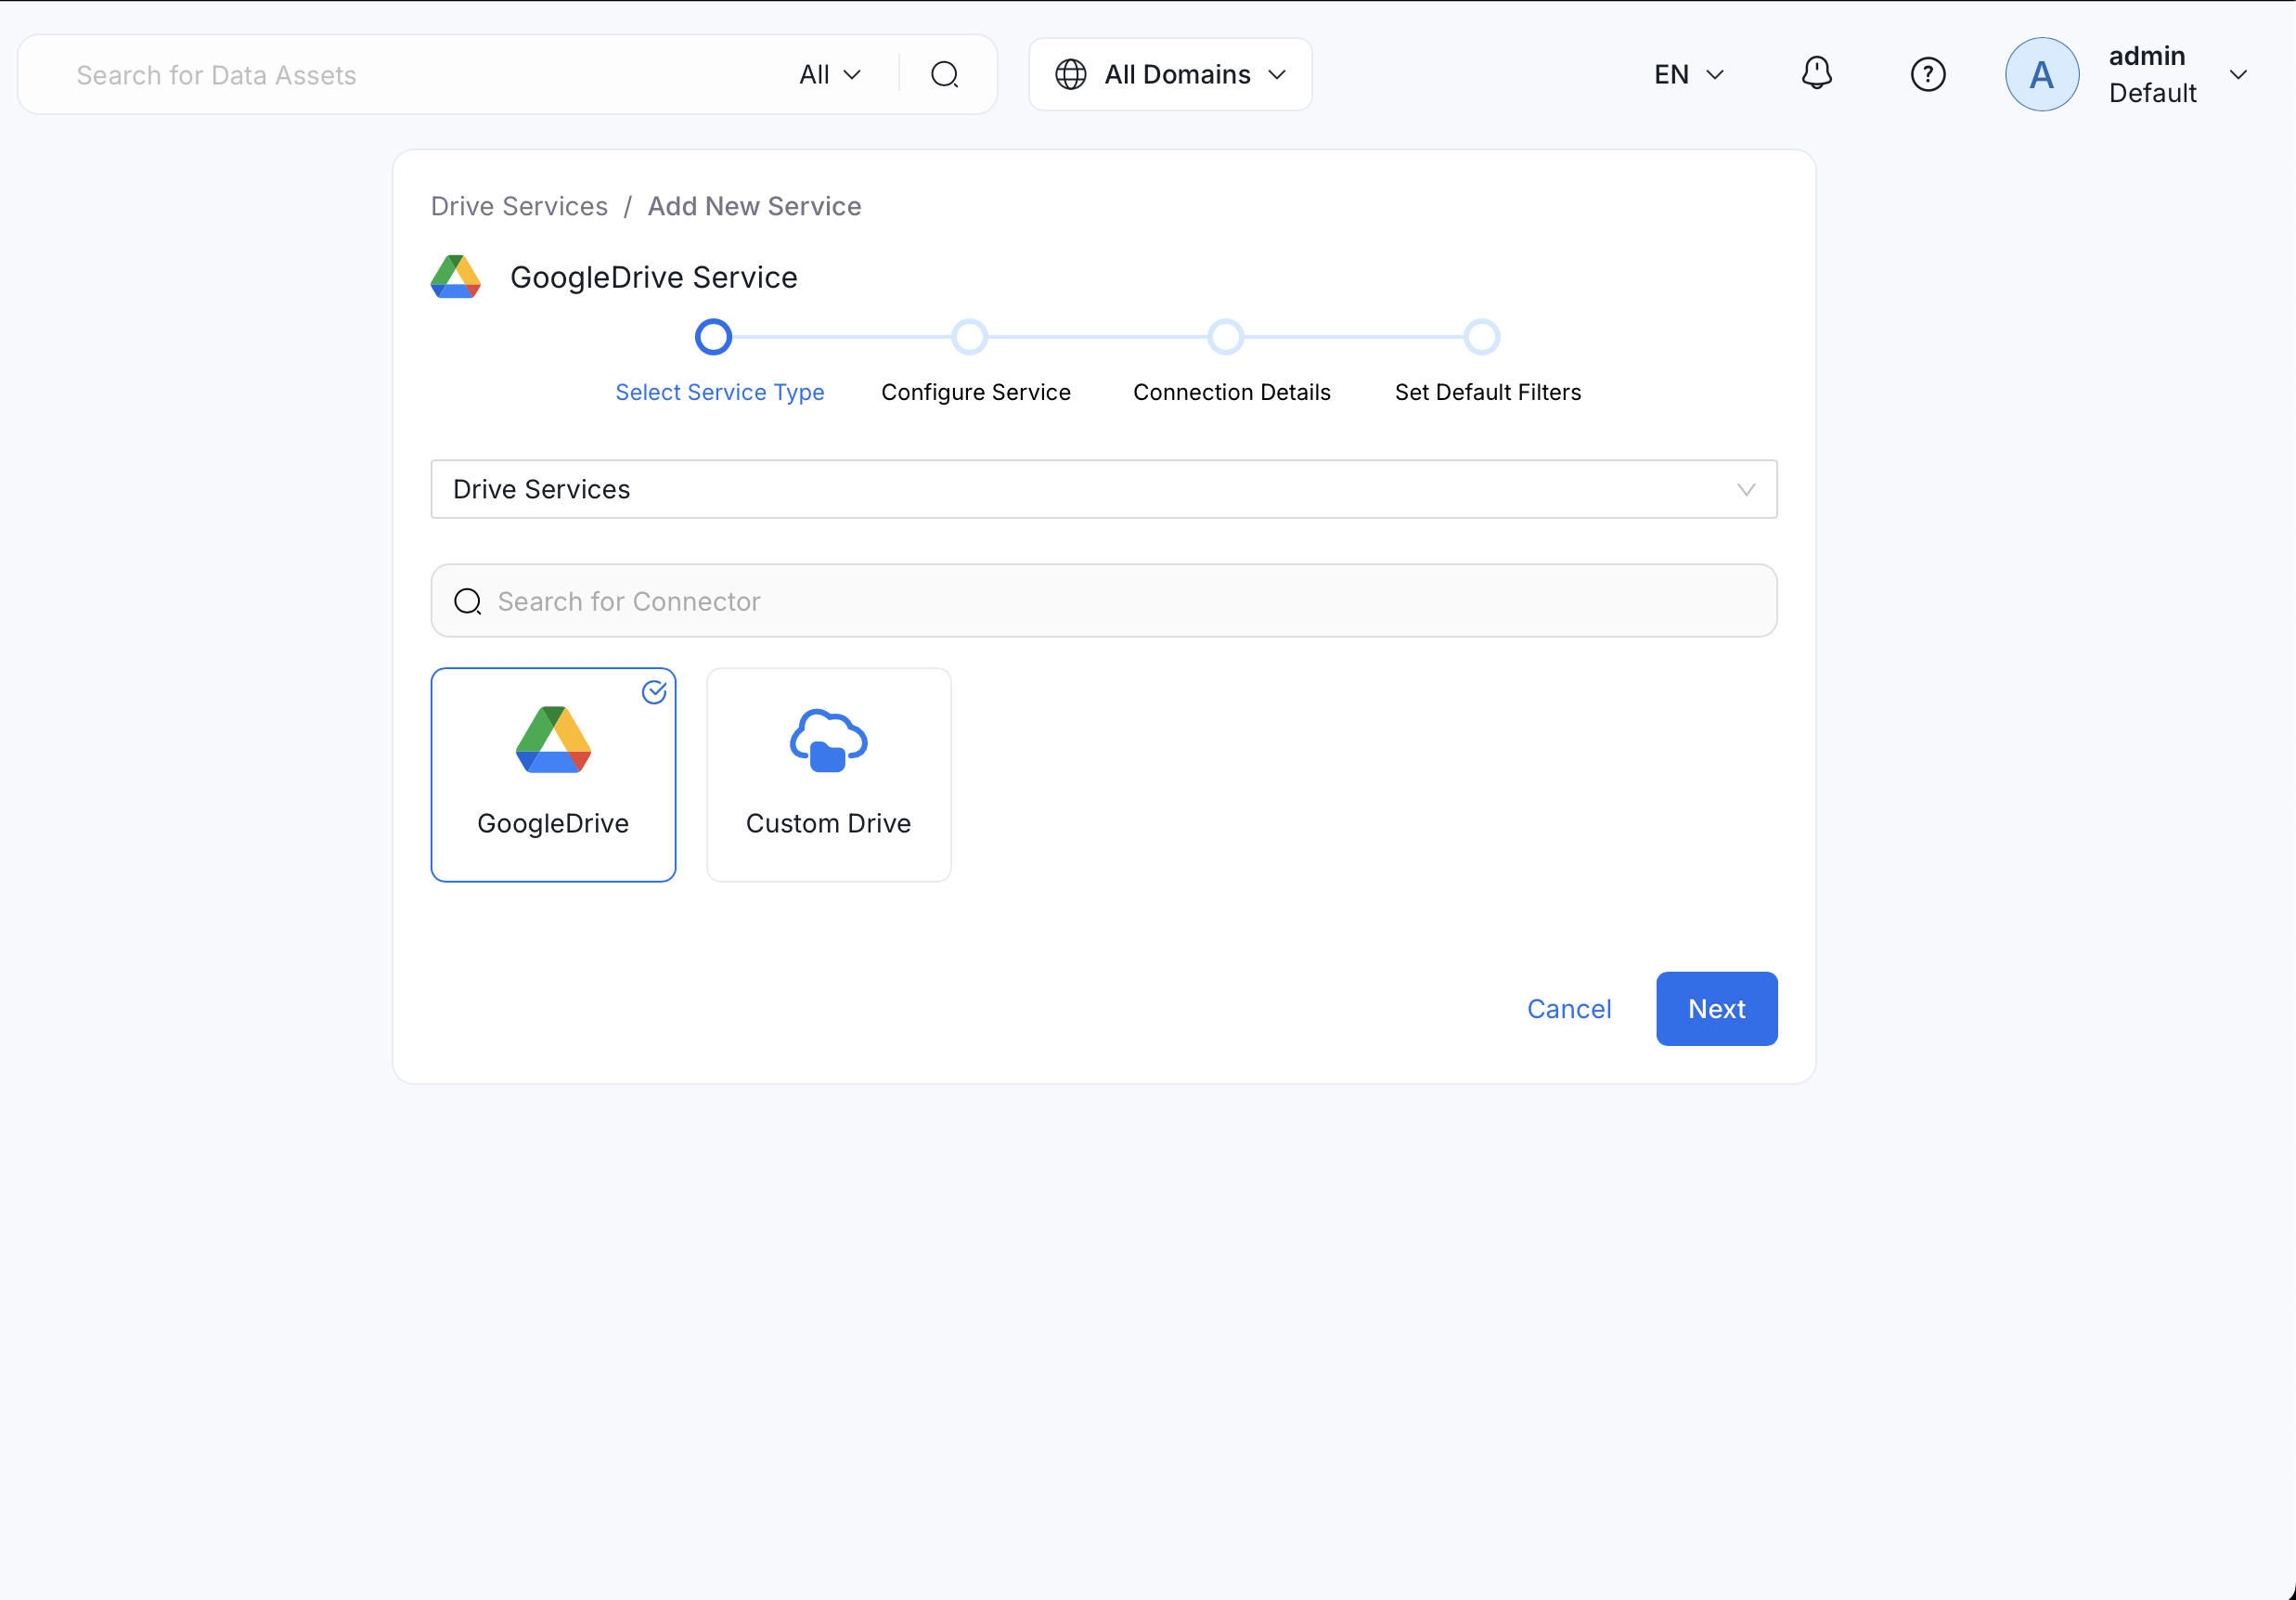 Search for Data Assets
All
All Domains
EN
A
admin
Default
Drive Services / Add New Service
GoogleDrive Service
Select Service Type
Configure Service
Connection Details
Set Default Filters
Drive Services
Search for Connector
GoogleDrive
Custom Drive
Cancel
Next